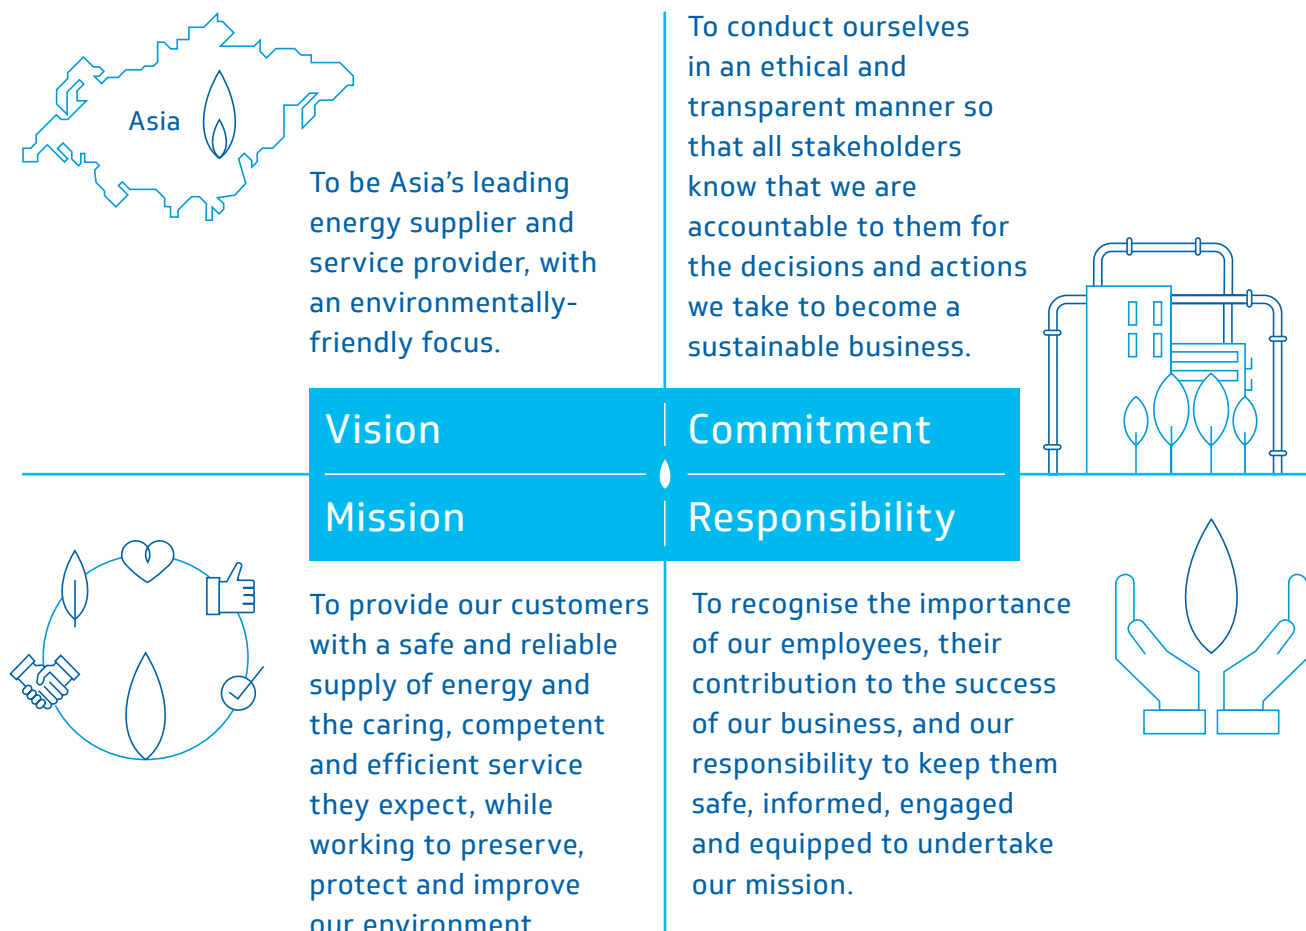 Asia
To be Asia’s leading
energy supplier and
service provider, with
an environmentally-
friendly focus.
To conduct ourselves
in an ethical and
transparent manner so
that all stakeholders
know that we are
accountable to them for
the decisions and actions
we take to become a
sustainable business.
Vision
Commitment
Mission
Responsibility
To provide our customers
with a safe and reliable
supply of energy and
the caring, competent
and efficient service
they expect, while
working to preserve,
protect and improve
our environment
To recognise the importance
of our employees, their
contribution to the success
of our business, and our
responsibility to keep them
safe, informed, engaged
and equipped to undertake
our mission.